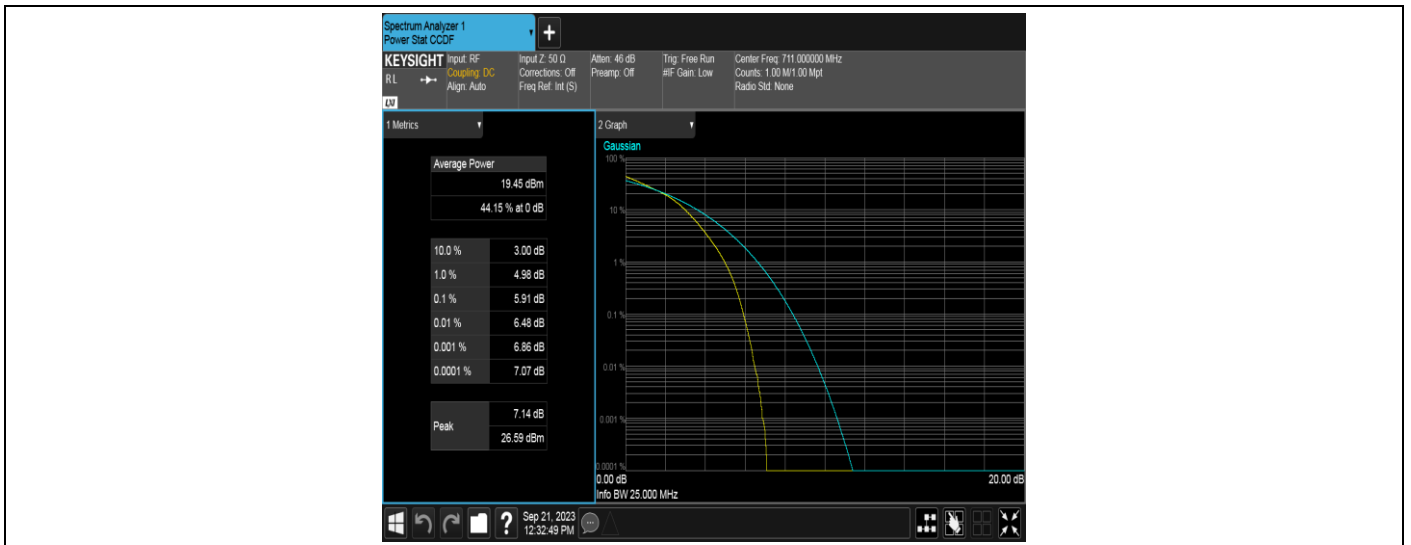 Spectrum Analyzer 1
Power Stat CCDF
+
KEYSIGHT
RL
LXI
Input: RF
Coupling: DC
Align: Auto
Input Z: 50 Ω
Corrections: Off
Freq Ref: Int (S)
Atten: 46 dB
Preamp: Off
Trig: Free Run
#IF Gain: Low
Center Freq: 711.000000 MHz
Counts: 1.00 M/1.00 Mpt
Radio Std: None
1 Metrics
Average Power
19.45 dBm
44.15 % at 0 dB
10.0 % 3.00 dB
1.0 % 4.98 dB
0.1 % 5.91 dB
0.01 % 6.48 dB
0.001 % 6.86 dB
0.0001 % 7.07 dB
Peak
7.14 dB
26.59 dBm
2 Graph
Gaussian
100 %
10 %
1 %
0.1 %
0.01 %
0.001 %
0.0001 %
0.00 dB 20.00 dB
Info BW 25.000 MHz
?
Sep 21, 2023
12:32:49 PM